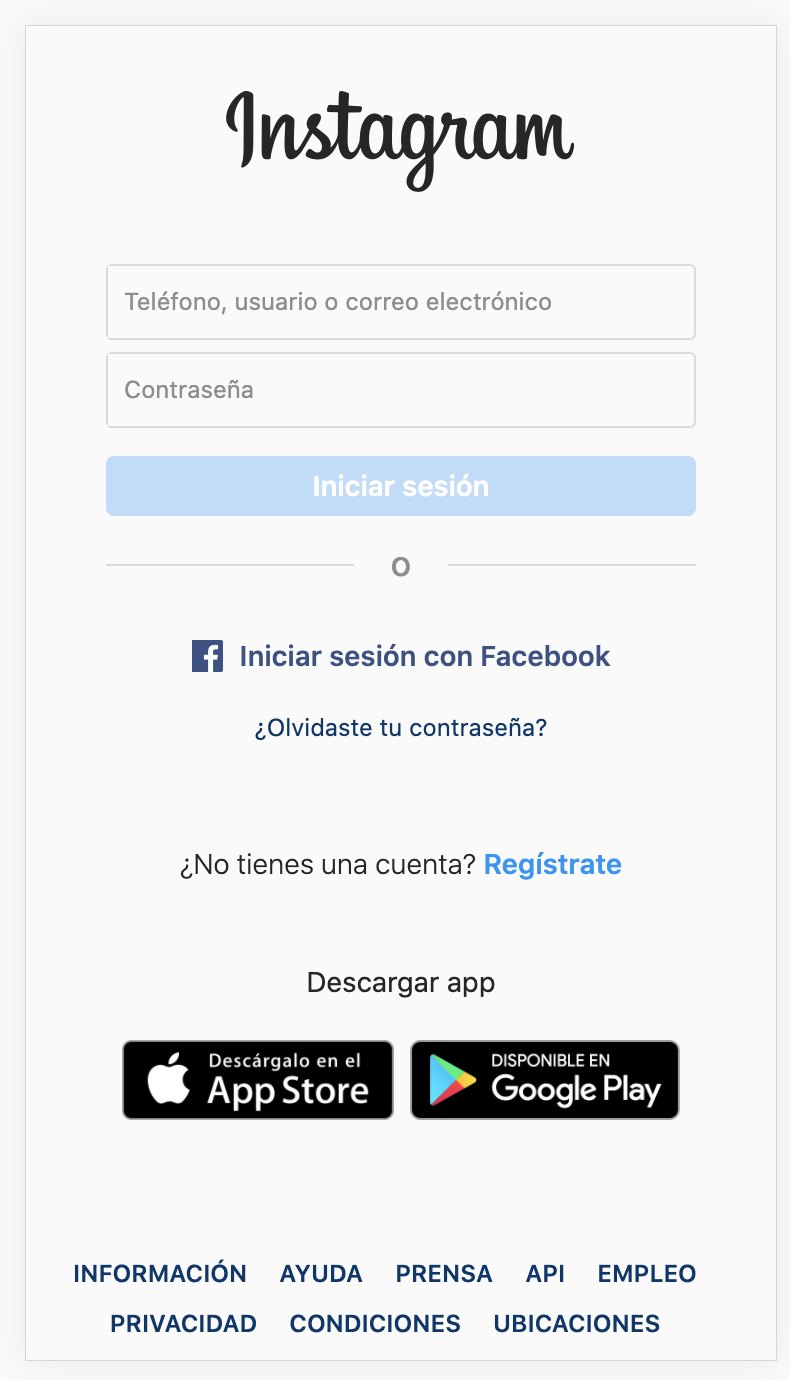 Instagram
Teléfono, usuario o correo electrónico
Contraseña
Iniciar sesión
O
Iniciar sesión con Facebook
¿Olvidaste tu contraseña?
¿No tienes una cuenta? Regístrate
Descargar app
Descárgalo en el
App Store
DISPONIBLE EN
Google Play
INFORMACIÓN AYUDA PRENSA API EMPLEO
PRIVACIDAD CONDICIONES UBICACIONES